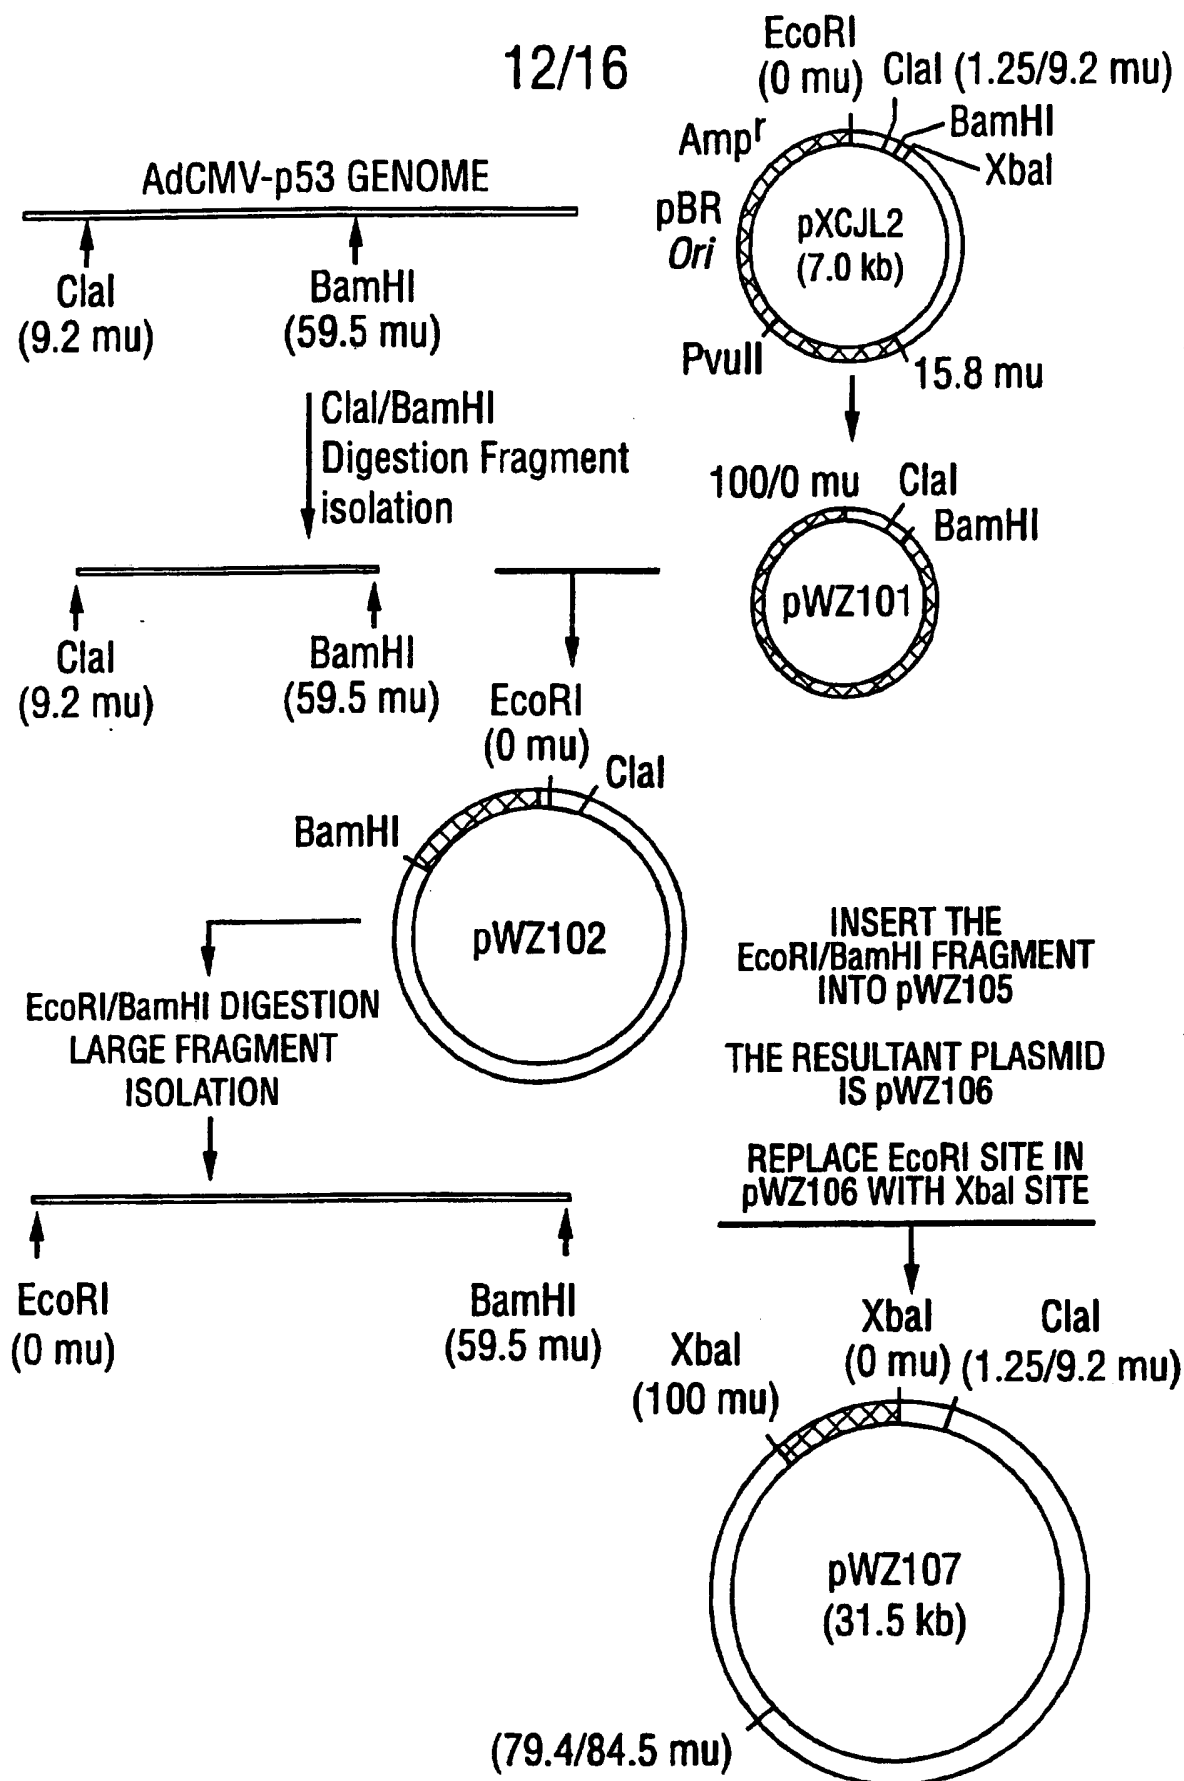 12/16
EcoRI
(0 mu)
ClaI (1.25/9.2 mu)
BamHI
XbaI
Ampr
pBR
Ori
pXCJL2
(7.0 kb)
PvuII
15.8 mu
AdCMV-p53 GENOME
ClaI
(9.2 mu)
BamHI
(59.5 mu)
ClaI/BamHI
Digestion Fragment
isolation
100/0 mu
ClaI
BamHI
pWZ101
ClaI
(9.2 mu)
BamHI
(59.5 mu)
EcoRI
(0 mu)
ClaI
BamHI
pWZ102
EcoRI/BamHI DIGESTION
LARGE FRAGMENT
ISOLATION
INSERT THE
EcoRI/BamHI FRAGMENT
INTO pWZ105
THE RESULTANT PLASMID
IS pWZ106
REPLACE EcoRI SITE IN
pWZ106 WITH XbaI SITE
EcoRI
(0 mu)
BamHI
(59.5 mu)
XbaI
(100 mu)
XbaI
(0 mu)
ClaI
(1.25/9.2 mu)
pWZ107
(31.5 kb)
(79.4/84.5 mu)